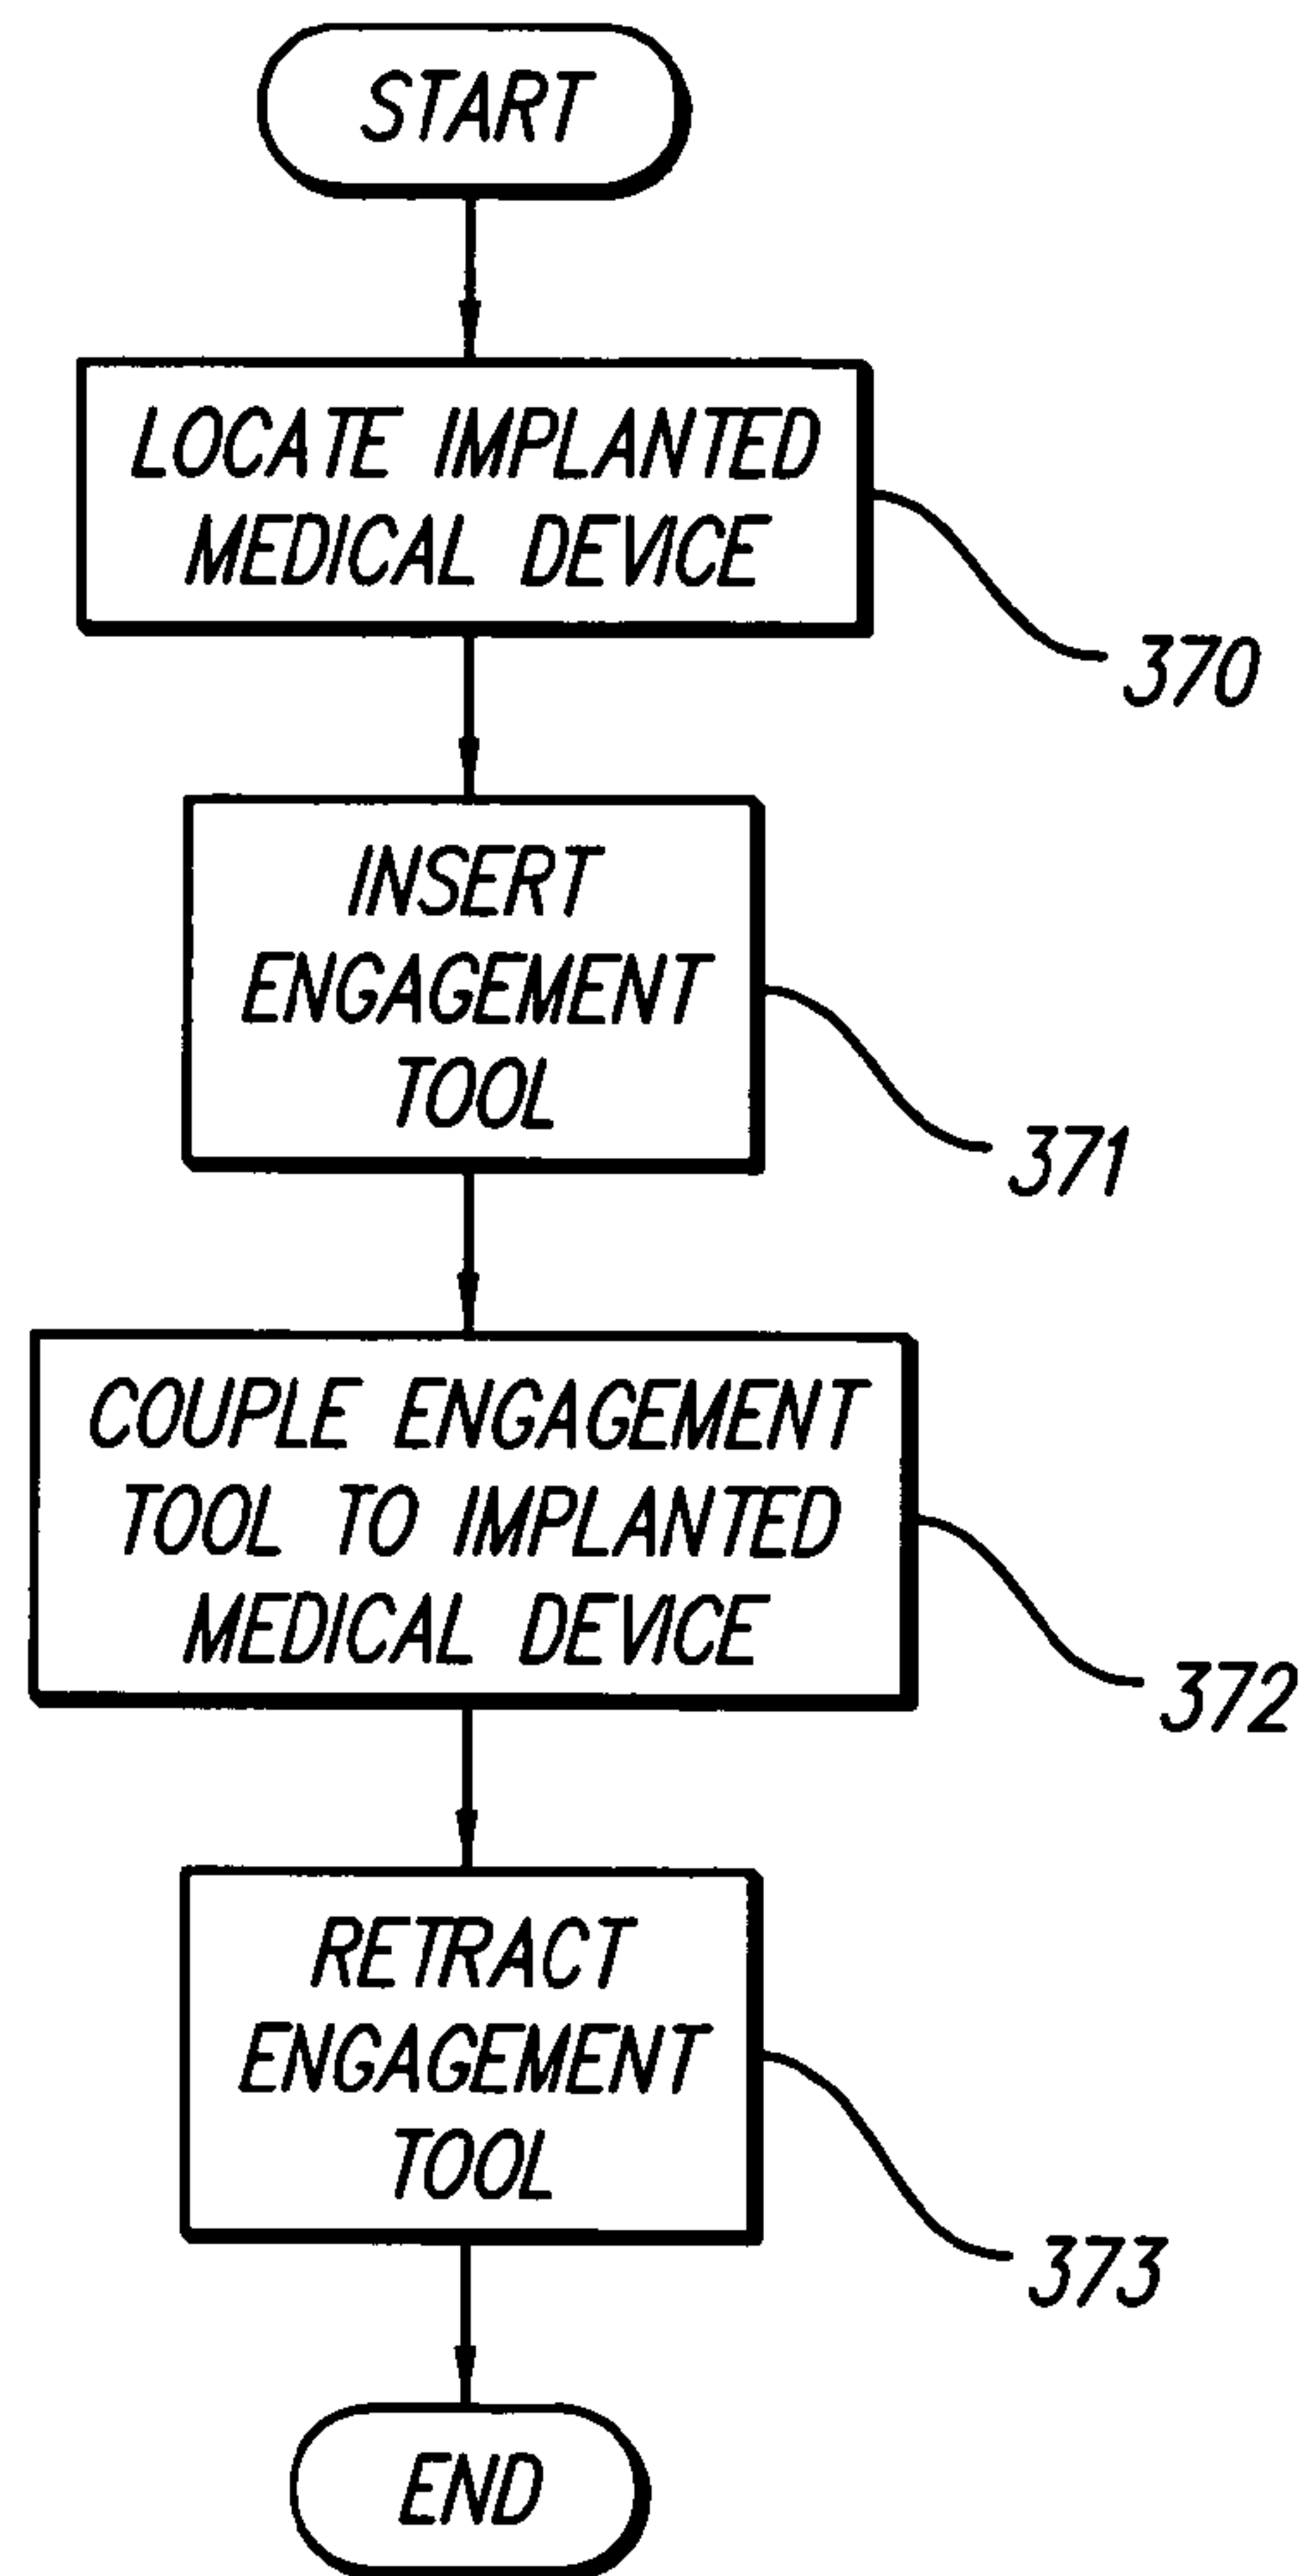 START
LOCATE IMPLANTED
MEDICAL DEVICE
370
INSERT
ENGAGEMENT
TOOL
371
COUPLE ENGAGEMENT
TOOL TO IMPLANTED
MEDICAL DEVICE
372
RETRACT
ENGAGEMENT
TOOL
373
END